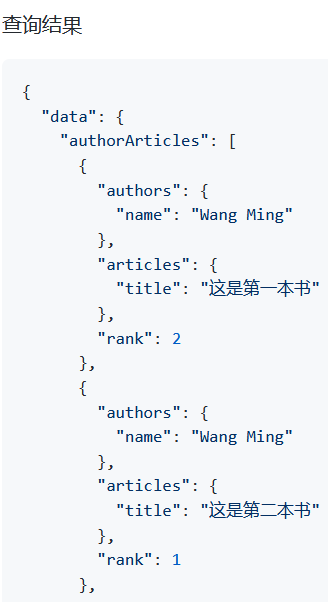 查询结果
{
  "data": {
    "authorArticles": [
      {
        "authors": {
          "name": "Wang Ming"
        },
        "articles": {
          "title": "这是第一本书"
        },
        "rank": 2
      },
      {
        "authors": {
          "name": "Wang Ming"
        },
        "articles": {
          "title": "这是第二本书"
        },
        "rank": 1
      },